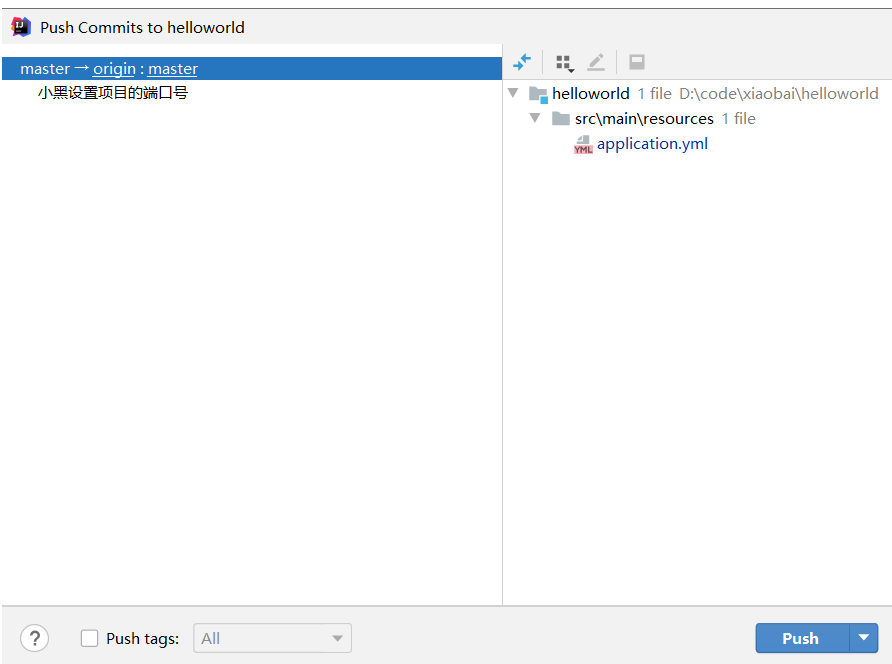 Push Commits to helloworld
master → origin : master
小黑设置项目的端口号
helloworld 1 file D:\code\xiaobai\helloworld
src\main\resources 1 file
YML application.yml
? Push tags: All Push